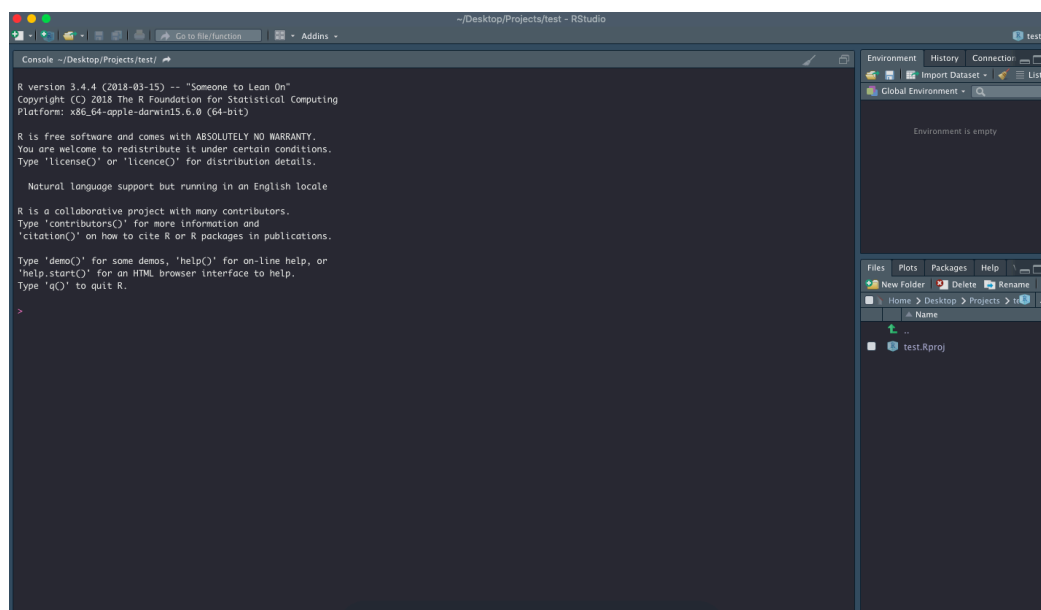 ~/Desktop/Projects/test - RStudio
Go to file/function
Addins
test
Console ~/Desktop/Projects/test/
R version 3.4.4 (2018-03-15) -- "Someone to Lean On"
Copyright (C) 2018 The R Foundation for Statistical Computing
Platform: x86_64-apple-darwin15.6.0 (64-bit)
R is free software and comes with ABSOLUTELY NO WARRANTY.
You are welcome to redistribute it under certain conditions.
Type 'license()' or 'licence()' for distribution details.
Natural language support but running in an English locale
R is a collaborative project with many contributors.
Type 'contributors()' for more information and
'citation()' on how to cite R or R packages in publications.
Type 'demo()' for some demos, 'help()' for on-line help, or
'help.start()' for an HTML browser interface to help.
Type 'q()' to quit R.
>
Environment History Connection
Import Dataset List
Global Environment
Environment is empty
Files Plots Packages Help
New Folder Delete Rename
Home > Desktop > Projects >
Name
..
test.Rproj